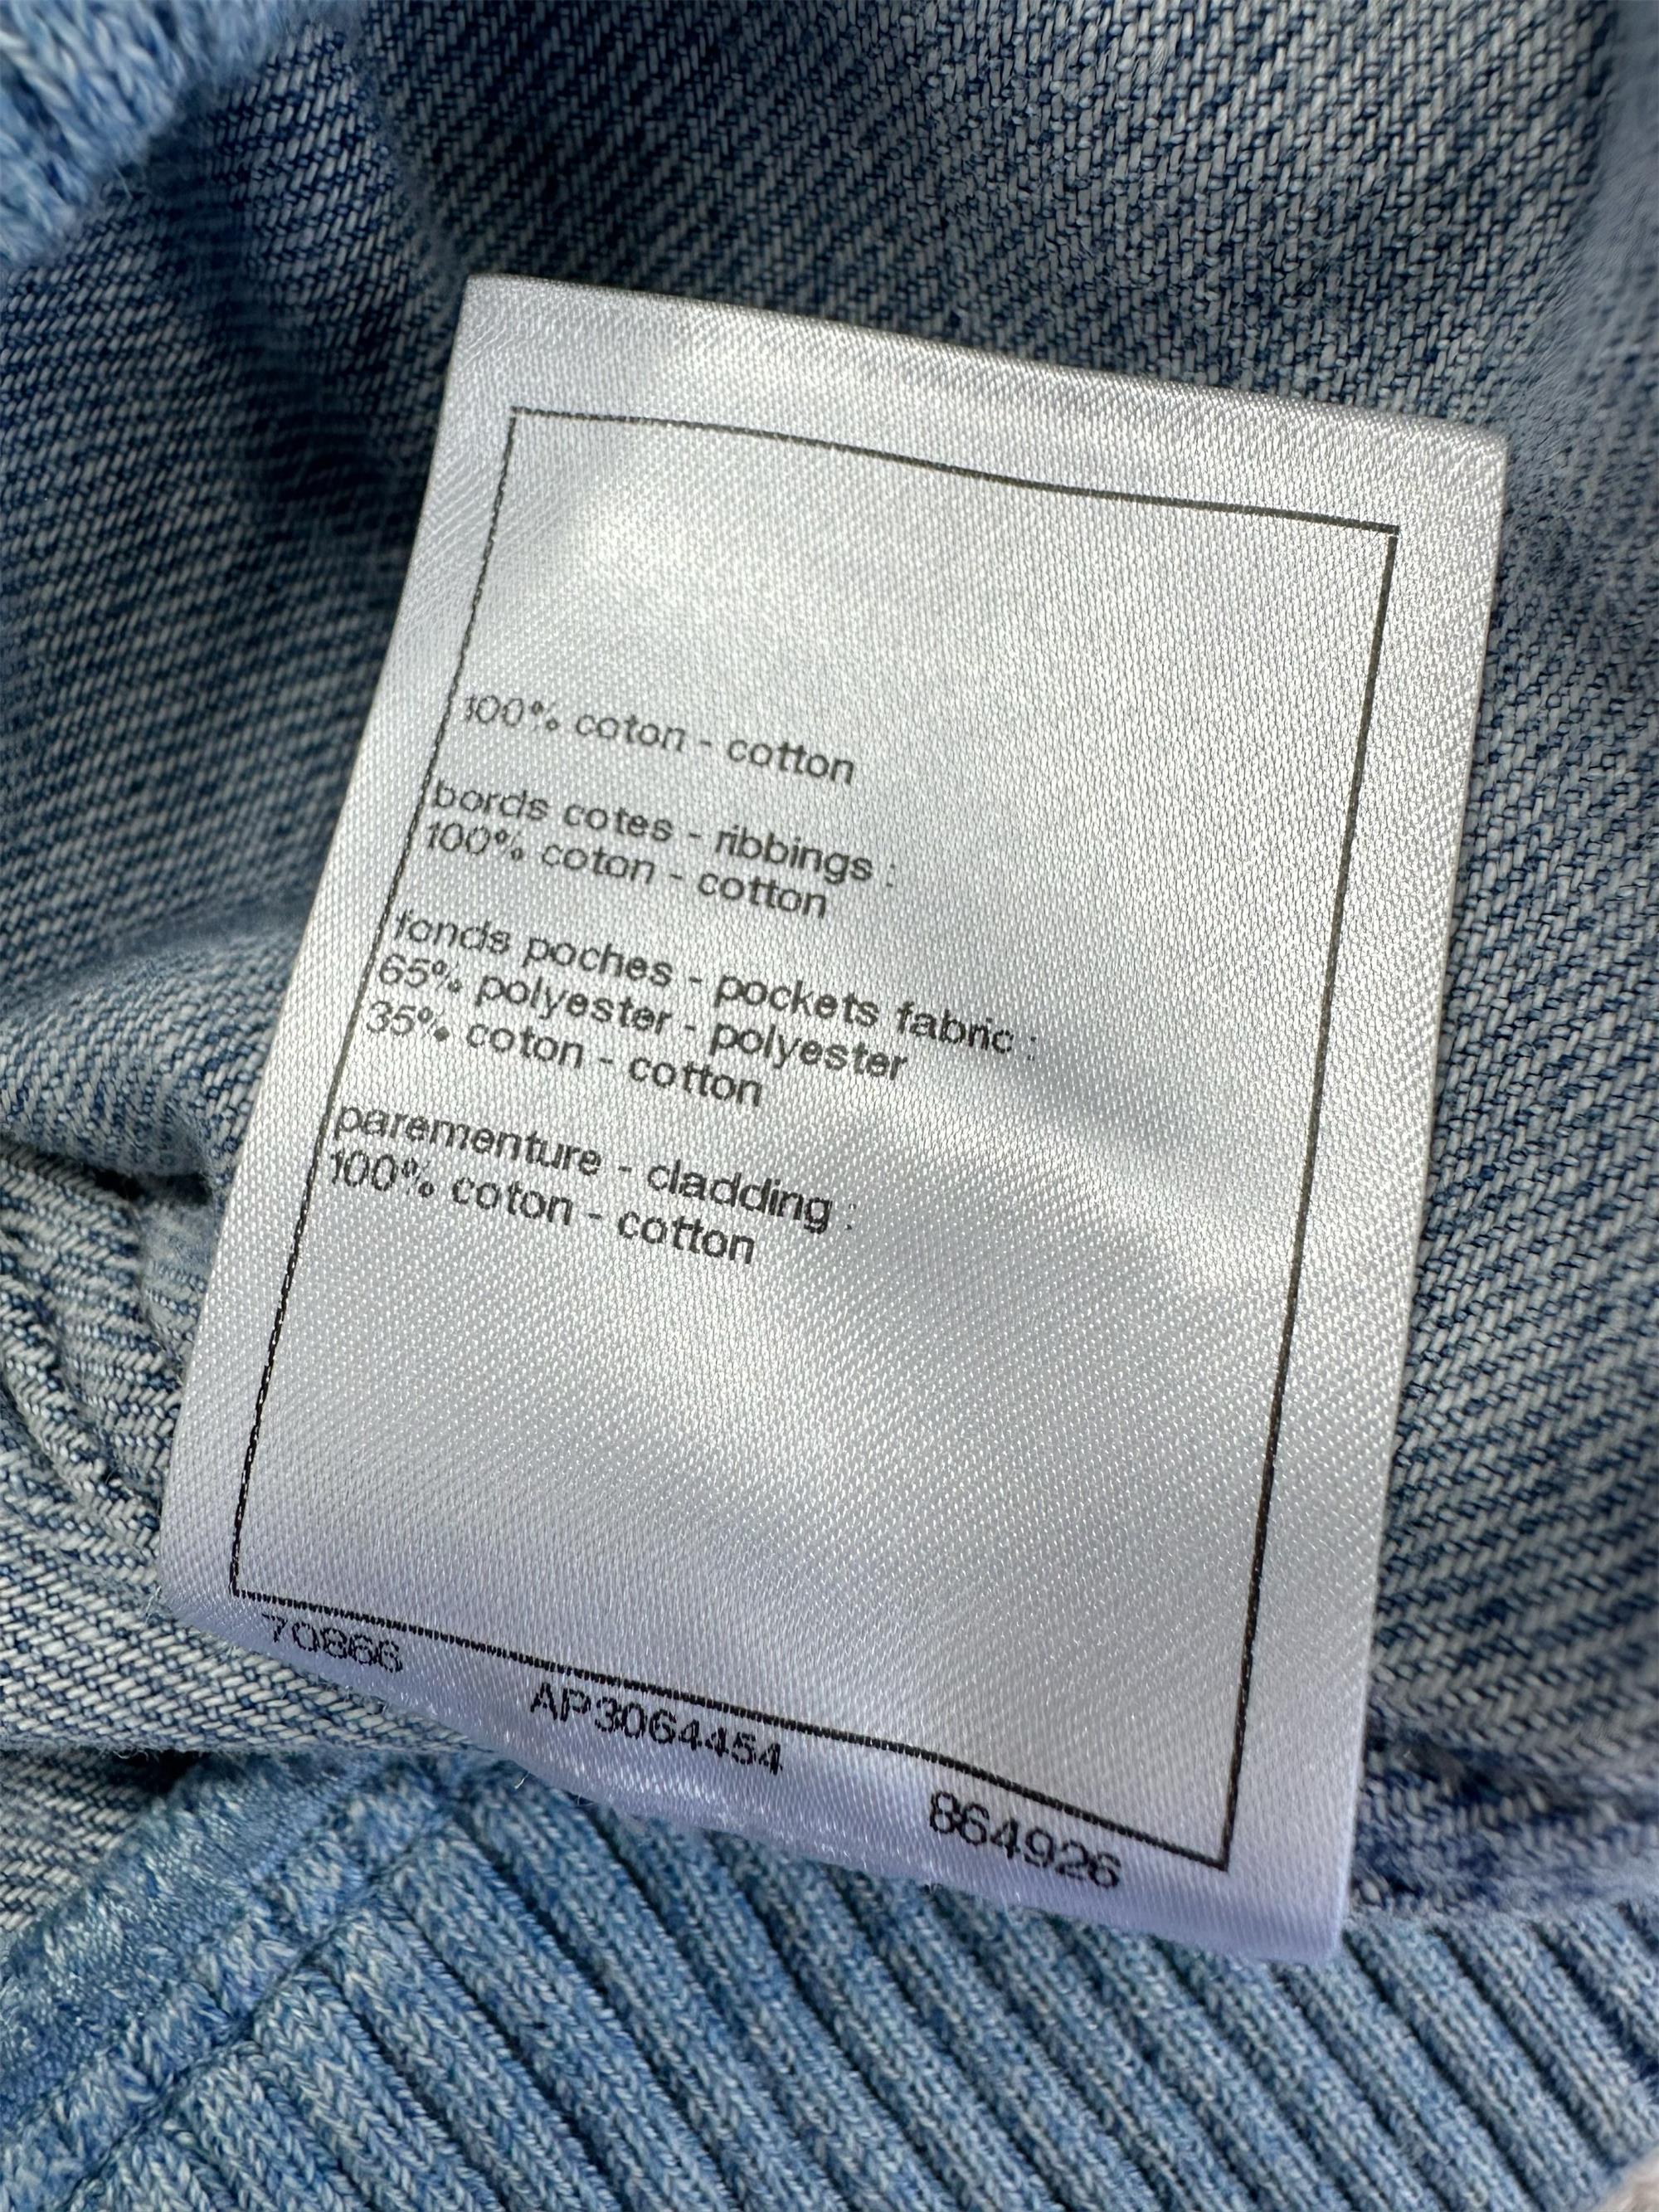 100% coton - cotton
bords cotes - ribbings :
100% coton - cotton
fonds poches - pockets fabric :
65% polyester - polyester
35% coton - cotton
parementure - cladding :
100% coton - cotton
70866
AP3064454
864926